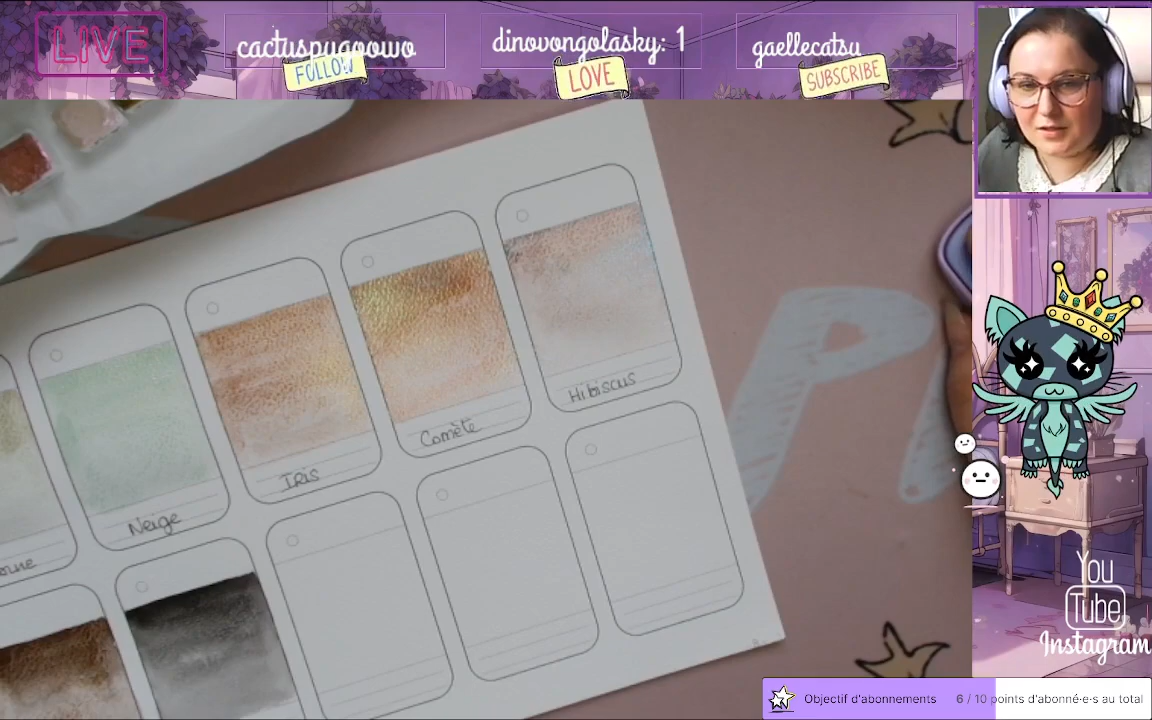 LIVE
cactuspugoowo
FOLLOW
dinovongolasky: 1
LOVE
gaellecatsu
SUBSCRIBE
Hibiscus
Comète
IRIS
Neige
You
Tube
Instagram
Objectif d'abonnements 6 / 10 points d'abonné·e·s au total